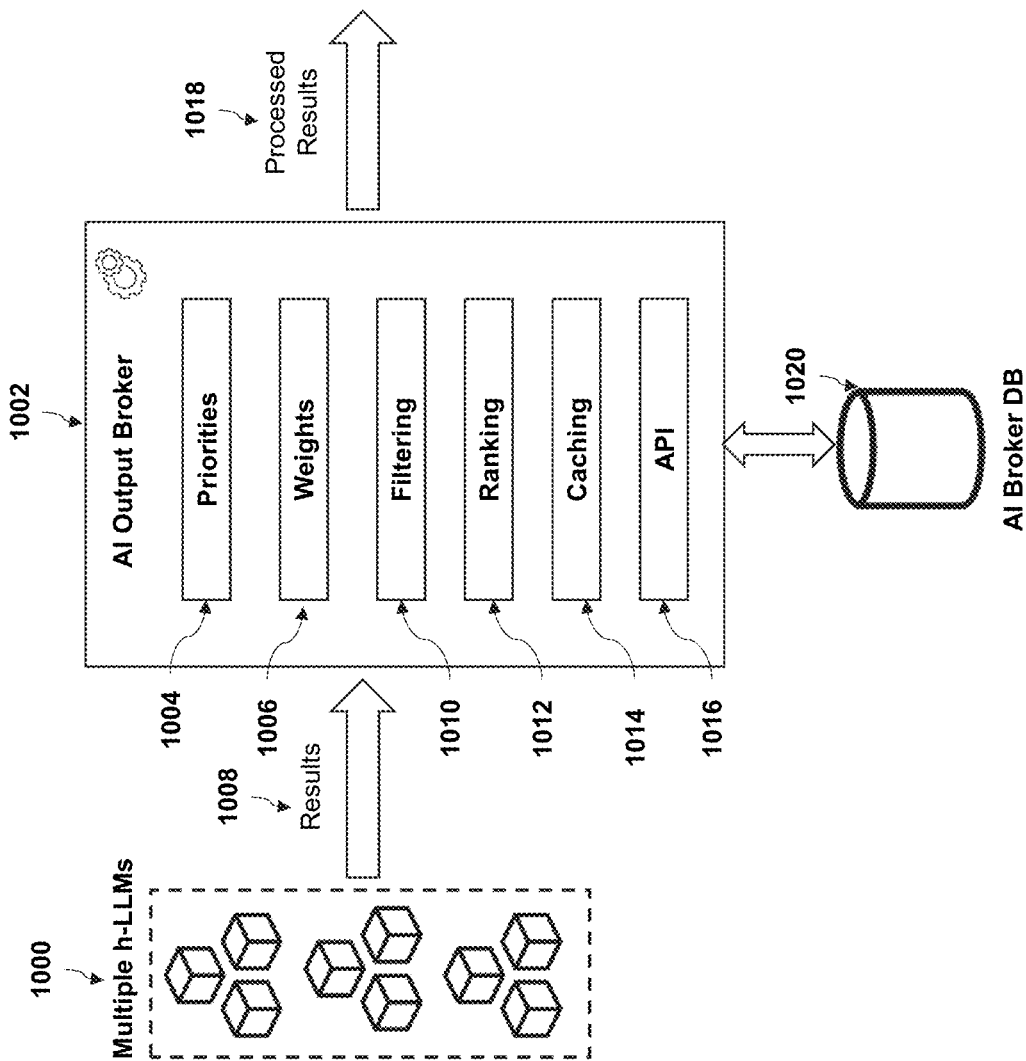 1000
Multiple h-LLMs
1008
Results
1002
AI Output Broker
1004
Priorities
1006
Weights
1010
Filtering
1012
Ranking
1014
Caching
1016
API
1018
Processed
Results
1020
AI Broker DB